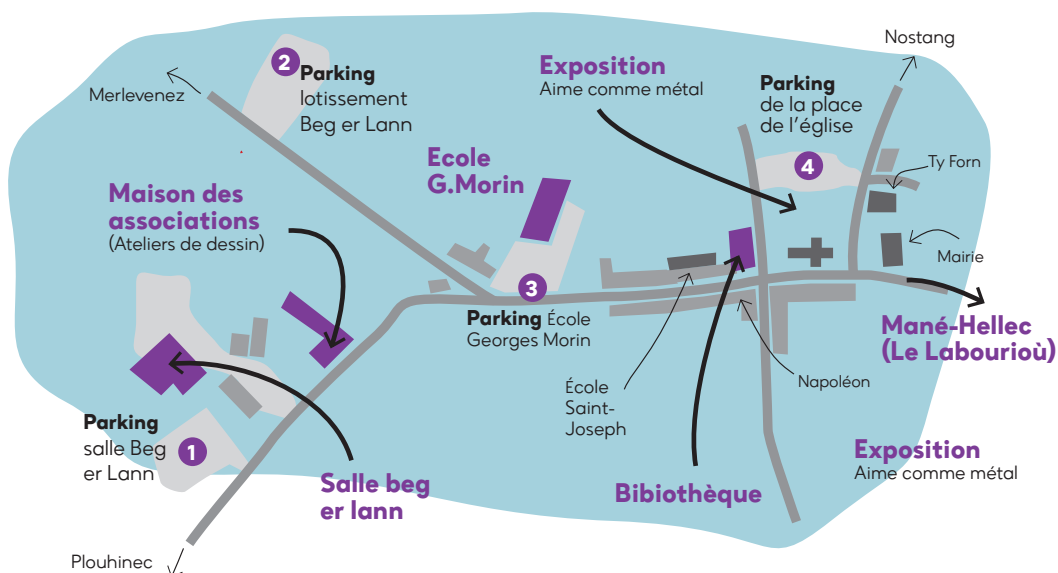 Nostang
2
Parking
lotissement
Beg er Lann
Merlevenez
Exposition
Aime comme métal
Parking
de la place
de l'église
4
Ty Forn
Mairie
Ecole
G.Morin
Maison des
associations
(Ateliers de dessin)
3
Parking École
Georges Morin
Mané-Hellec
(Le Labourioù)
Napoléon
École
Saint-
Joseph
Parking
salle Beg
er Lann
1
Salle beg
er lann
Bibiothèque
Exposition
Aime comme métal
Plouhinec